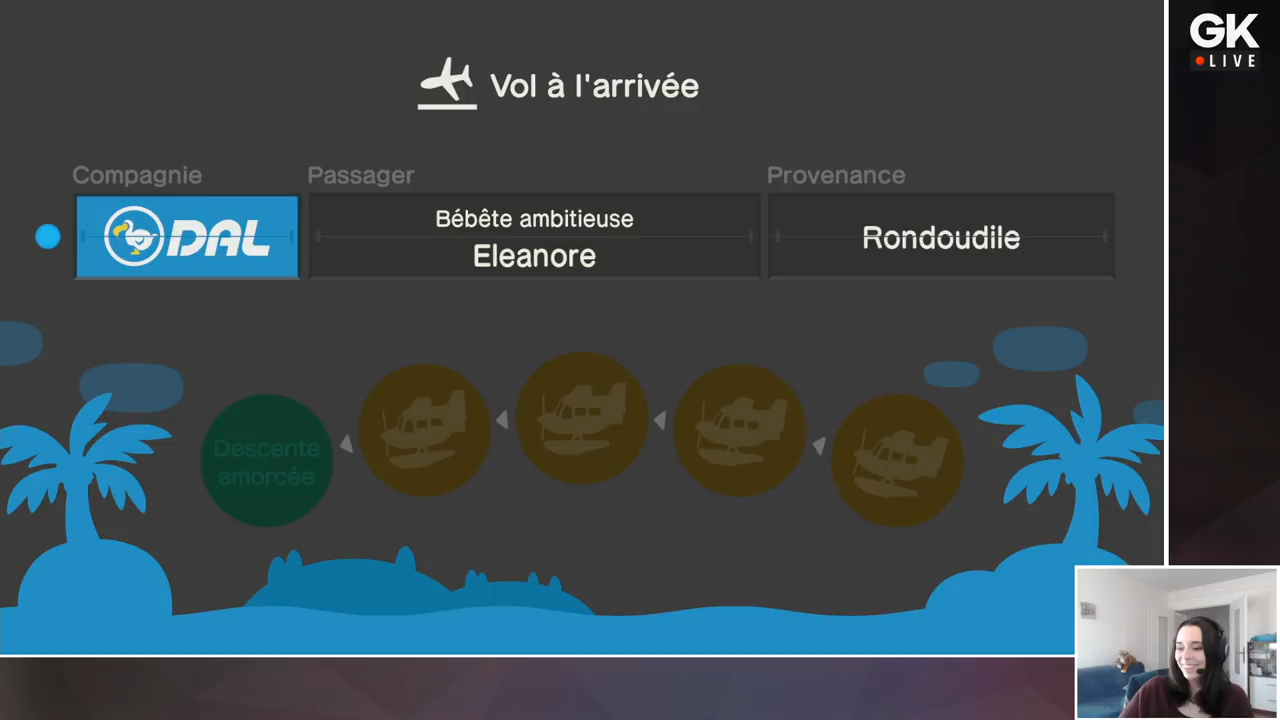 GK
LIVE
Vol à l'arrivée
Compagnie
Passager
Provenance
DAL
Bébête ambitieuse
Eleanore
Rondoudile
Descente
amorcée